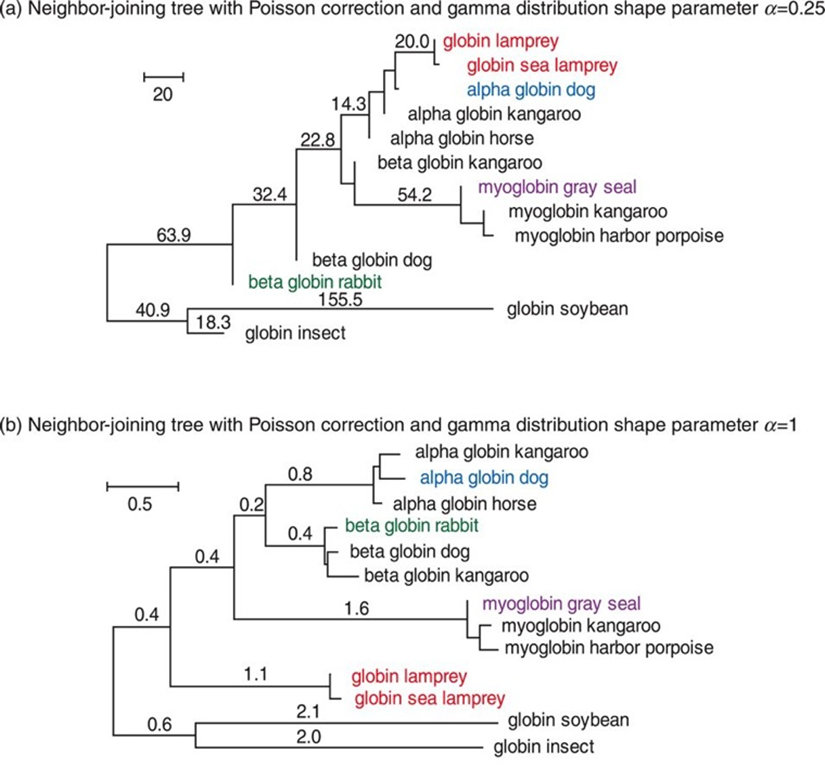 (a) Neighbor-joining tree with Poisson correction and gamma distribution shape parameter α=0.25
20.0 globin lamprey
globin sea lamprey
20
alpha globin dog
14.3
alpha globin kangaroo
22.8
alpha globin horse
beta globin kangaroo
32.4
54.2
myoglobin gray seal
myoglobin kangaroo
63.9
myoglobin harbor porpoise
beta globin dog
beta globin rabbit
155.5
40.9
globin soybean
18.3
globin insect
(b) Neighbor-joining tree with Poisson correction and gamma distribution shape parameter α=1
alpha globin kangaroo
0.8
alpha globin dog
0.5
0.2
alpha globin horse
0.4
beta globin rabbit
beta globin dog
0.4
beta globin kangaroo
1.6
myoglobin gray seal
0.4
myoglobin kangaroo
myoglobin harbor porpoise
1.1
globin lamprey
globin sea lamprey
2.1
0.6
globin soybean
2.0
globin insect